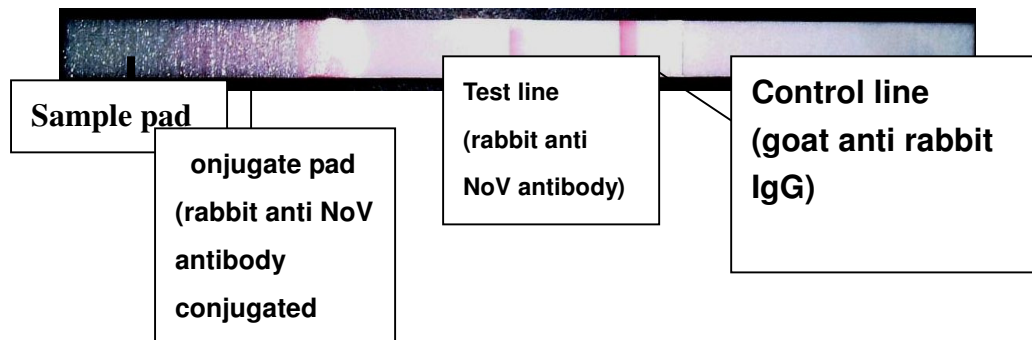 Sample pad
onjugate pad
(rabbit anti NoV
antibody
conjugated
Test line
(rabbit anti
NoV antibody)
Control line
(goat anti rabbit
IgG)